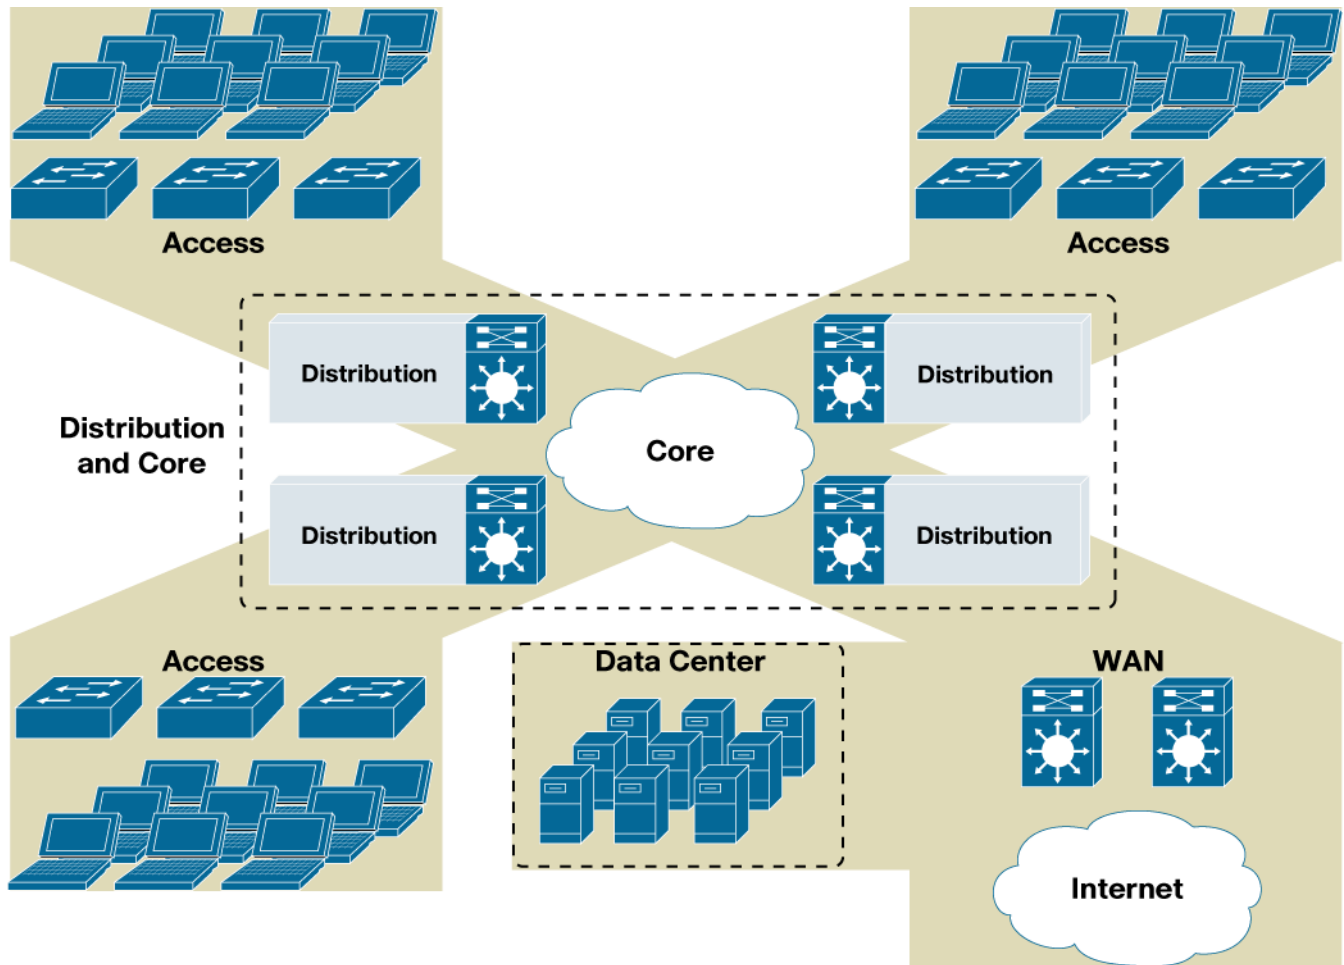 Access
Access
Distribution
Distribution
Distribution
and Core
Core
Distribution
Distribution
Access
Data Center
WAN
Internet